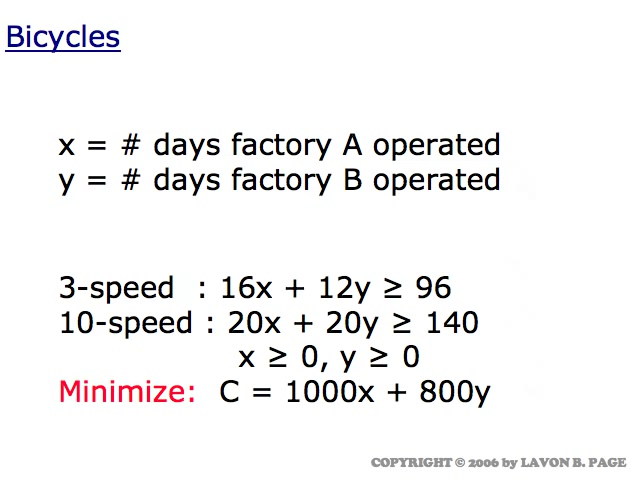 Bicycles
x = # days factory A operated
y = # days factory B operated
3-speed : 16x + 12y ≥ 96
10-speed : 20x + 20y ≥ 140
x ≥ 0, y ≥ 0
Minimize: C = 1000x + 800y
COPYRIGHT © 2006 by LAVON B. PAGE